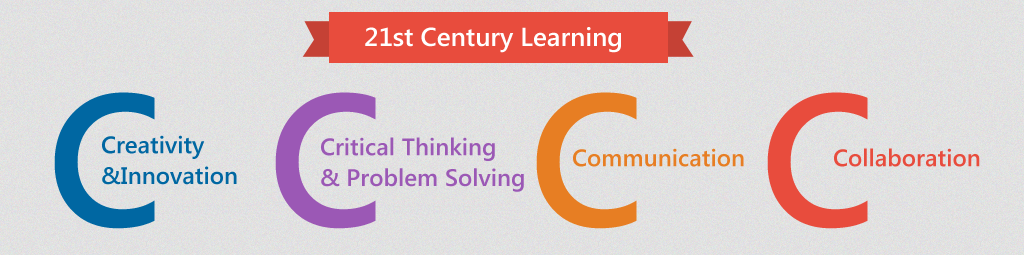 21st Century Learning
C
Creativity
&Innovation
C
Critical Thinking
& Problem Solving
C
Communication
C
Collaboration